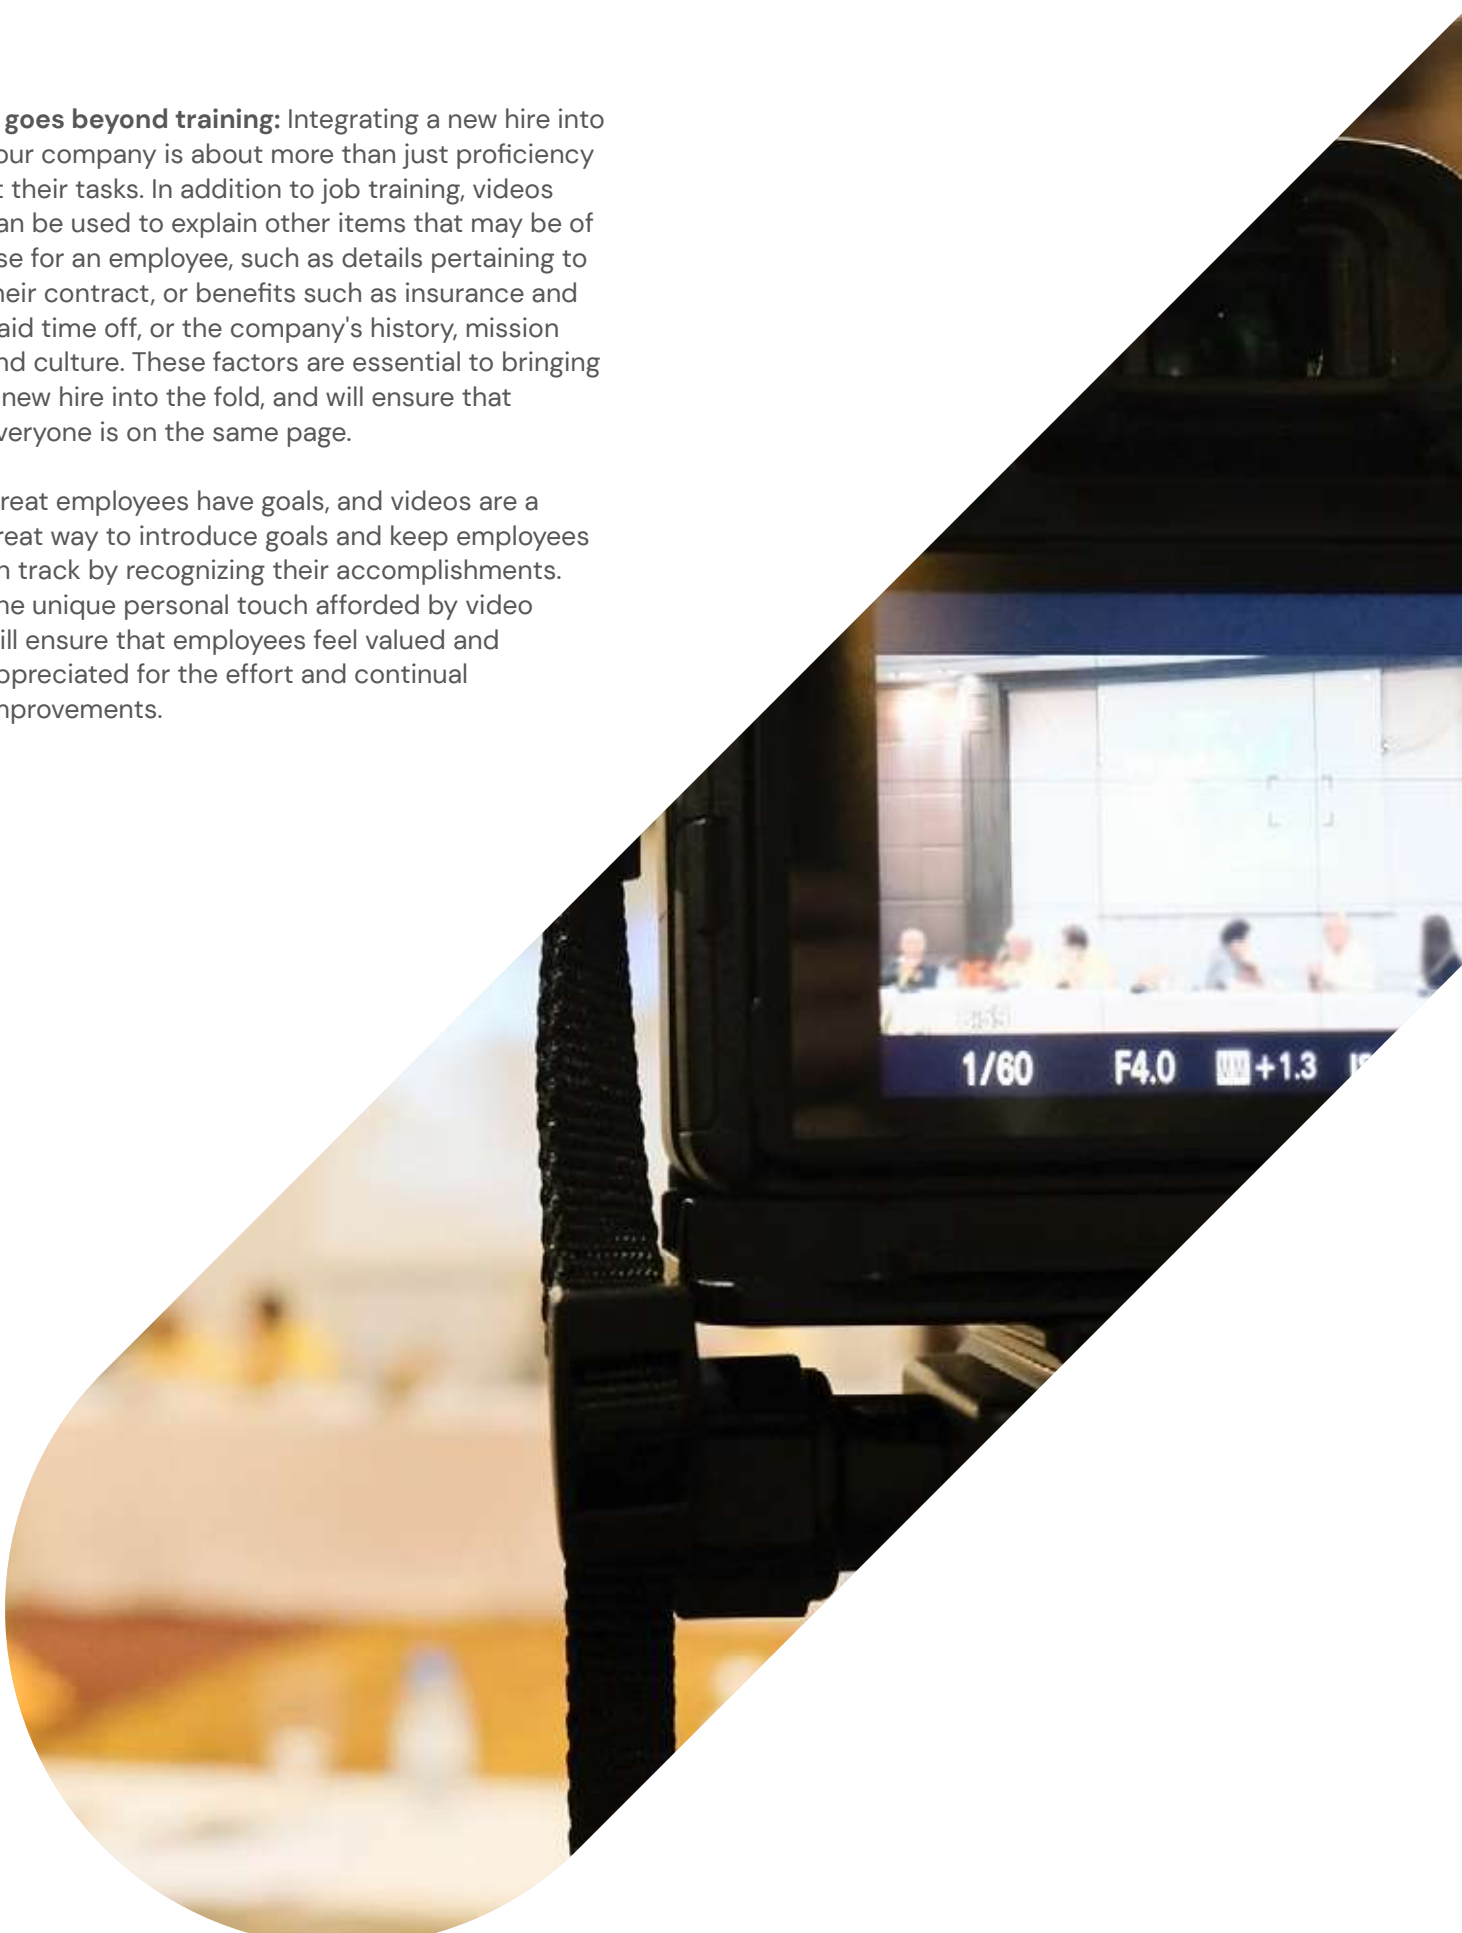 goes beyond training: Integrating a new hire into
our company is about more than just proficiency
t their tasks. In addition to job training, videos
an be used to explain other items that may be of
se for an employee, such as details pertaining to
heir contract, or benefits such as insurance and
aid time off, or the company's history, mission
nd culture. These factors are essential to bringing
new hire into the fold, and will ensure that
veryone is on the same page.
reat employees have goals, and videos are a
reat way to introduce goals and keep employees
n track by recognizing their accomplishments.
he unique personal touch afforded by video
ill ensure that employees feel valued and
ppreciated for the effort and continual
mprovements.
1/60 F4.0 +1.3